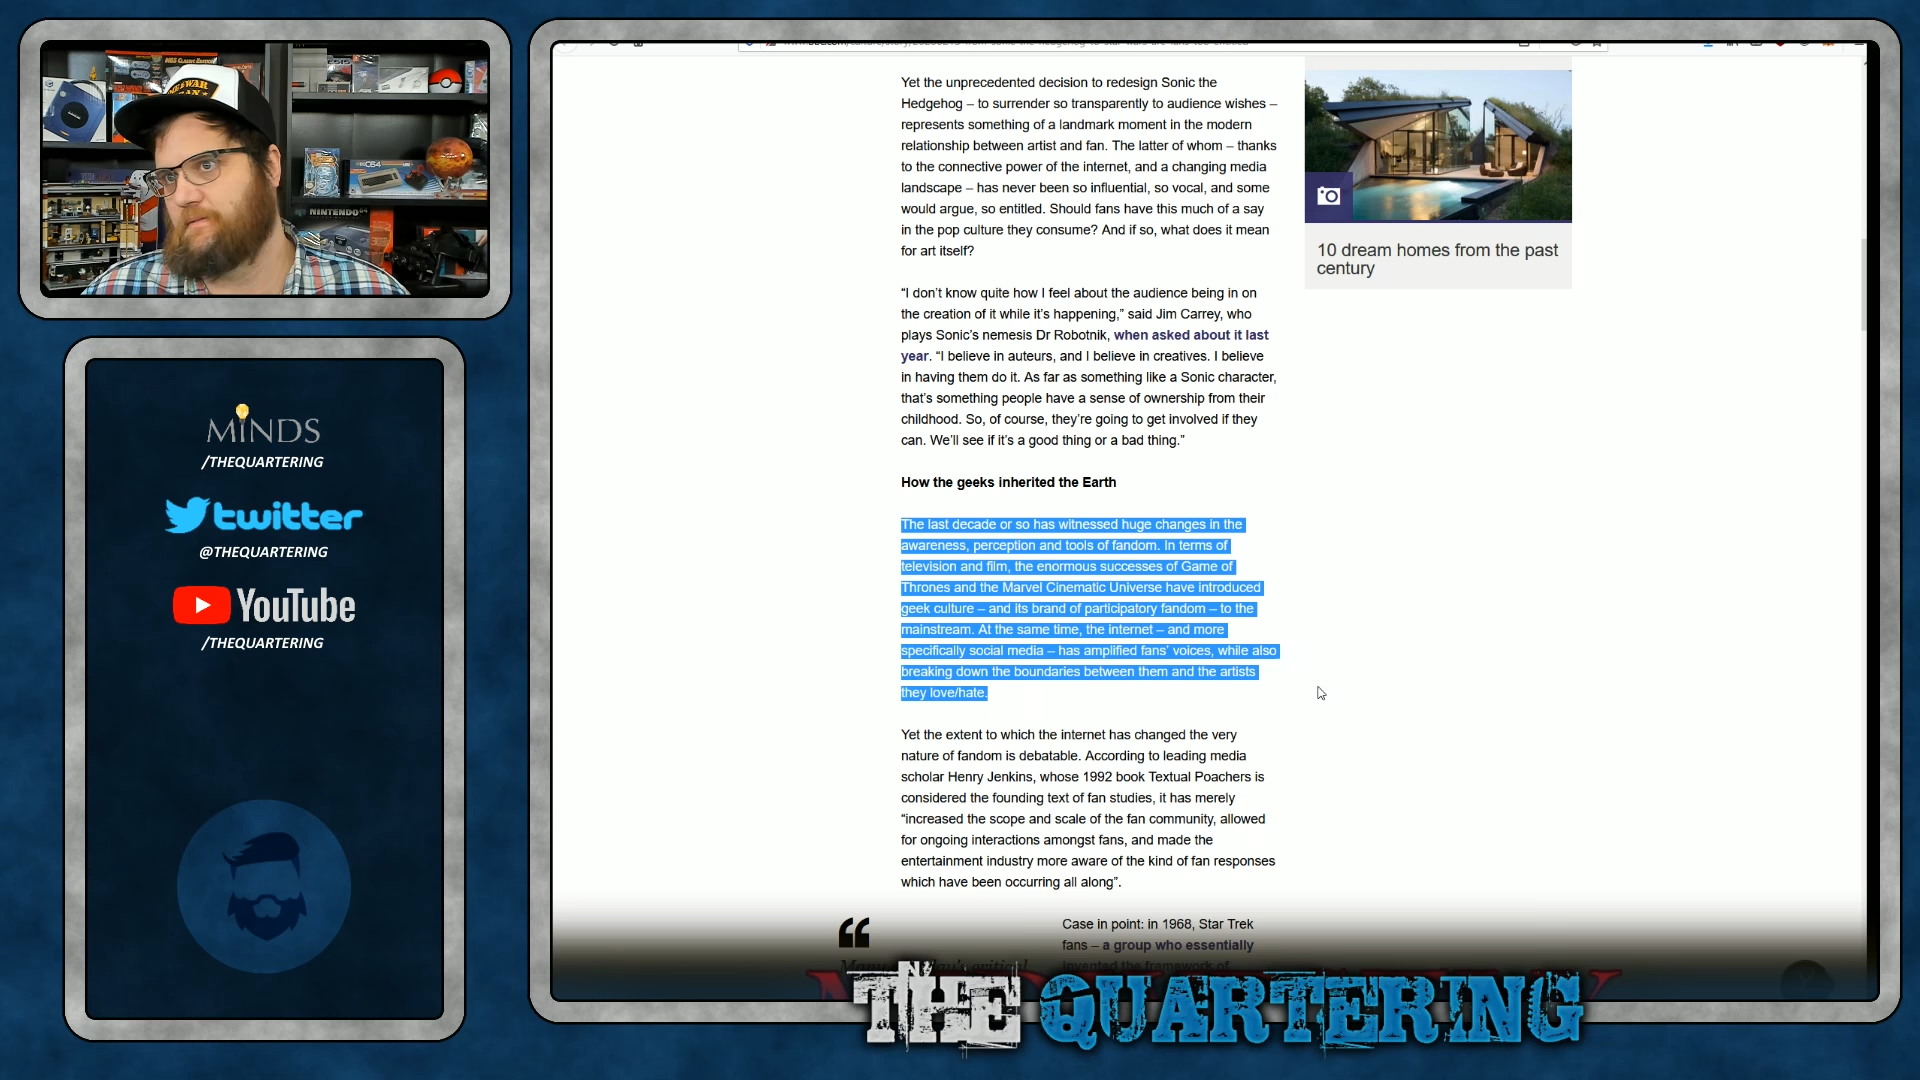 NES CLASSIC EDITION
C64
NINTENDO
MINDS
/THEQUARTERING
twitter
@THEQUARTERING
YouTube
/THEQUARTERING
Yet the unprecedented decision to redesign Sonic the
Hedgehog – to surrender so transparently to audience wishes –
represents something of a landmark moment in the modern
relationship between artist and fan. The latter of whom – thanks
to the connective power of the internet, and a changing media
landscape – has never been so influential, so vocal, and some
would argue, so entitled. Should fans have this much of a say
in the pop culture they consume? And if so, what does it mean
for art itself?
“I don’t know quite how I feel about the audience being in on
the creation of it while it’s happening,” said Jim Carrey, who
plays Sonic’s nemesis Dr Robotnik, when asked about it last
year. “I believe in auteurs, and I believe in creatives. I believe
in having them do it. As far as something like a Sonic character,
that’s something people have a sense of ownership from their
childhood. So, of course, they’re going to get involved if they
can. We’ll see if it’s a good thing or a bad thing.”
How the geeks inherited the Earth
The last decade or so has witnessed huge changes in the
awareness, perception and tools of fandom. In terms of
television and film, the enormous successes of Game of
Thrones and the Marvel Cinematic Universe have introduced
geek culture – and its brand of participatory fandom – to the
mainstream. At the same time, the internet – and more
specifically social media – has amplified fans’ voices, while also
breaking down the boundaries between them and the artists
they love/hate.
Yet the extent to which the internet has changed the very
nature of fandom is debatable. According to leading media
scholar Henry Jenkins, whose 1992 book Textual Poachers is
considered the founding text of fan studies, it has merely
“increased the scope and scale of the fan community, allowed
for ongoing interactions amongst fans, and made the
entertainment industry more aware of the kind of fan responses
which have been occurring all along”.
Case in point: in 1968, Star Trek
fans – a group who essentially
invented the framework of
10 dream homes from the past
century
THE QUARTERING